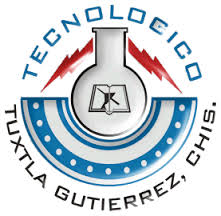 TECNOLOGICO
TUXTLA GUTIERREZ, CHIS.